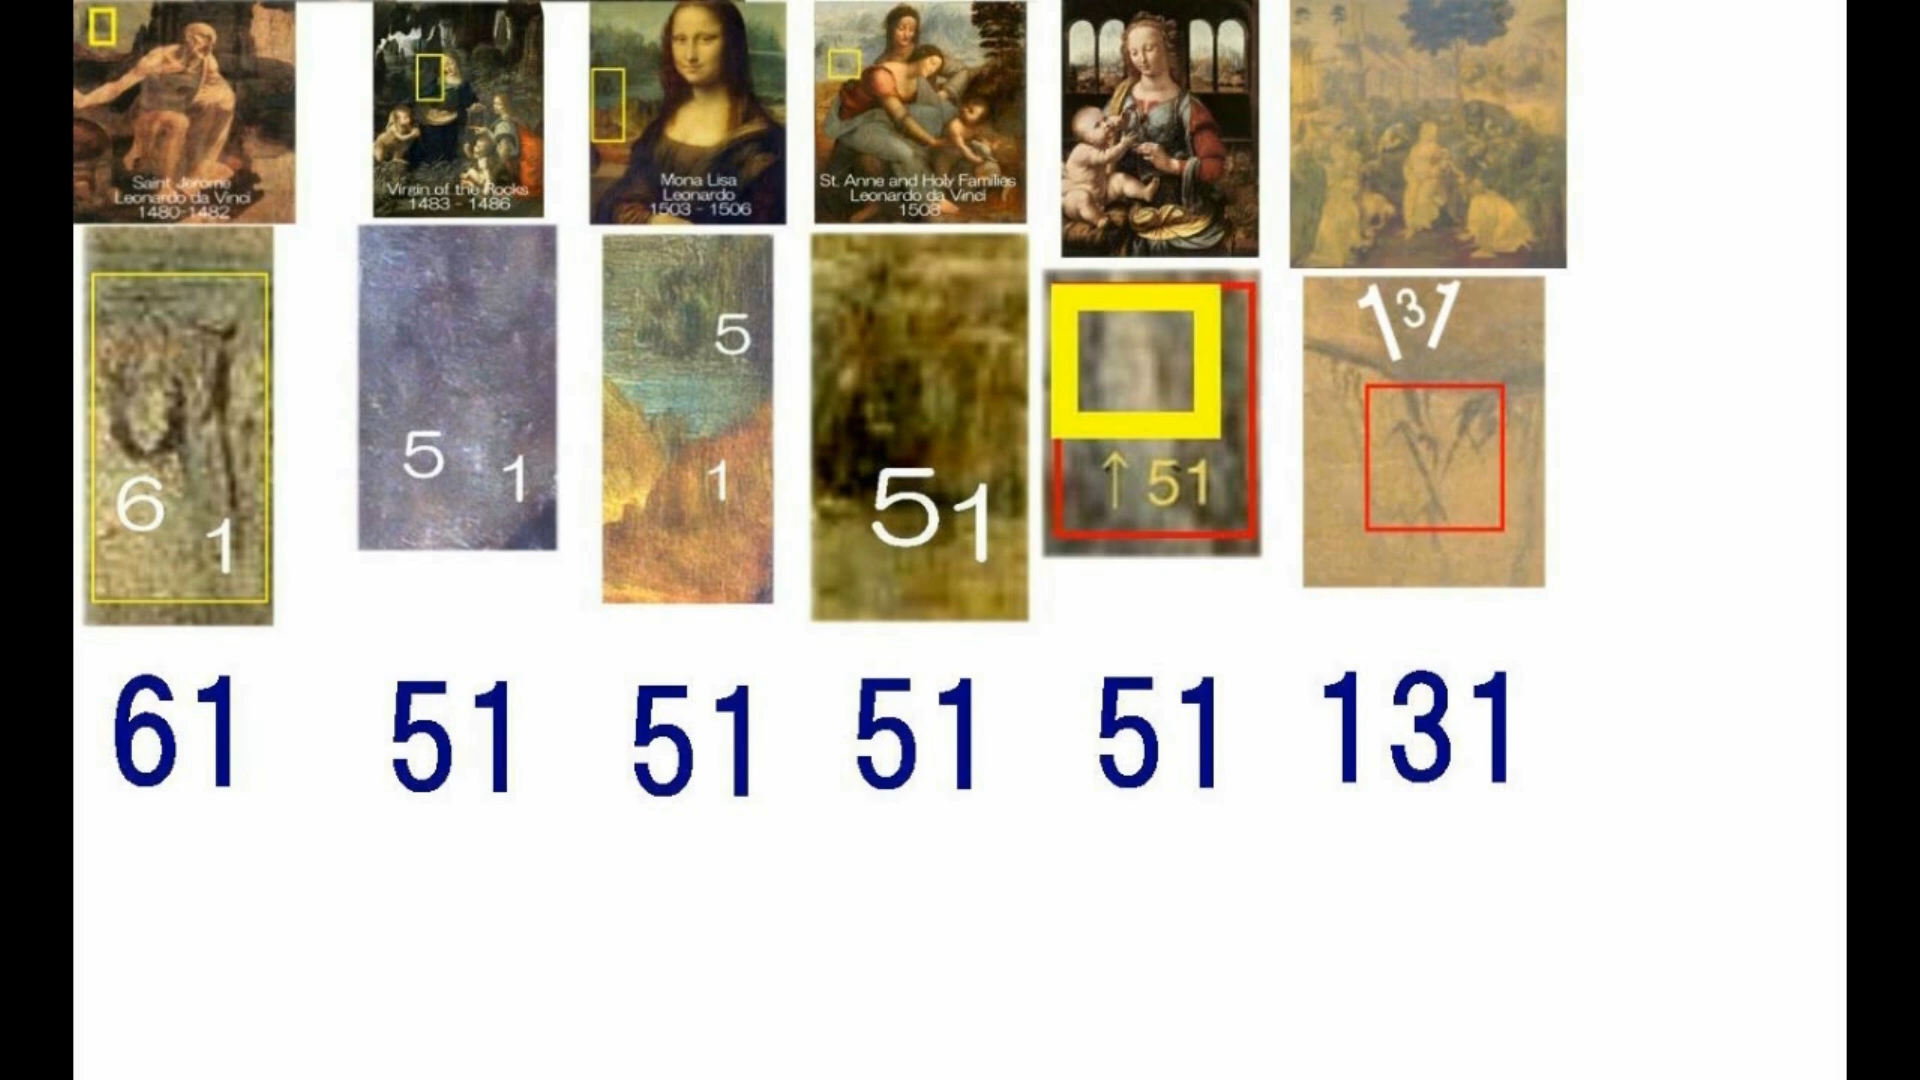 Saint Jerome
Leonardo da Vinci
1480-1482
Virgin of the Rocks
1483 - 1486
Mona Lisa
Leonardo
1503 - 1506
St. Anne and Holy Families
Leonardo da Vinci
1508
6
1
5
1
5
1
51
↑ 51
131
61
51
51
51
51
131